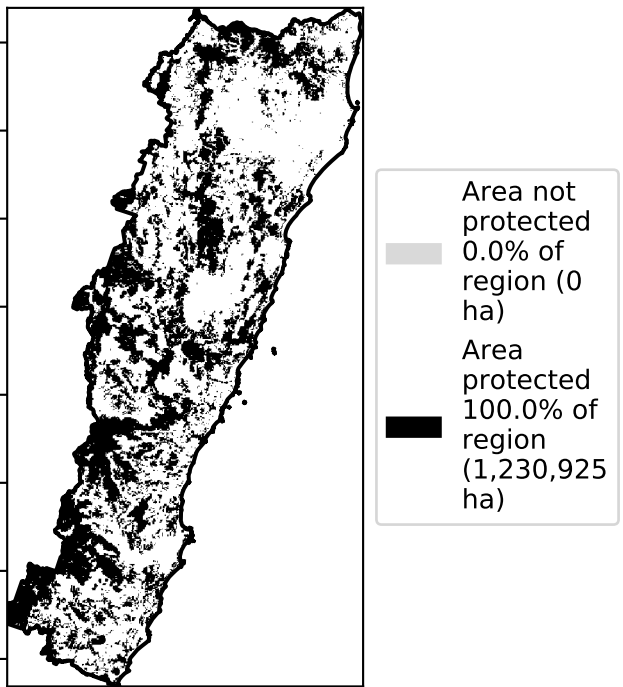 Area not
protected
0.0% of
region (0
ha)
Area
protected
100.0% of
region
(1,230,925
ha)